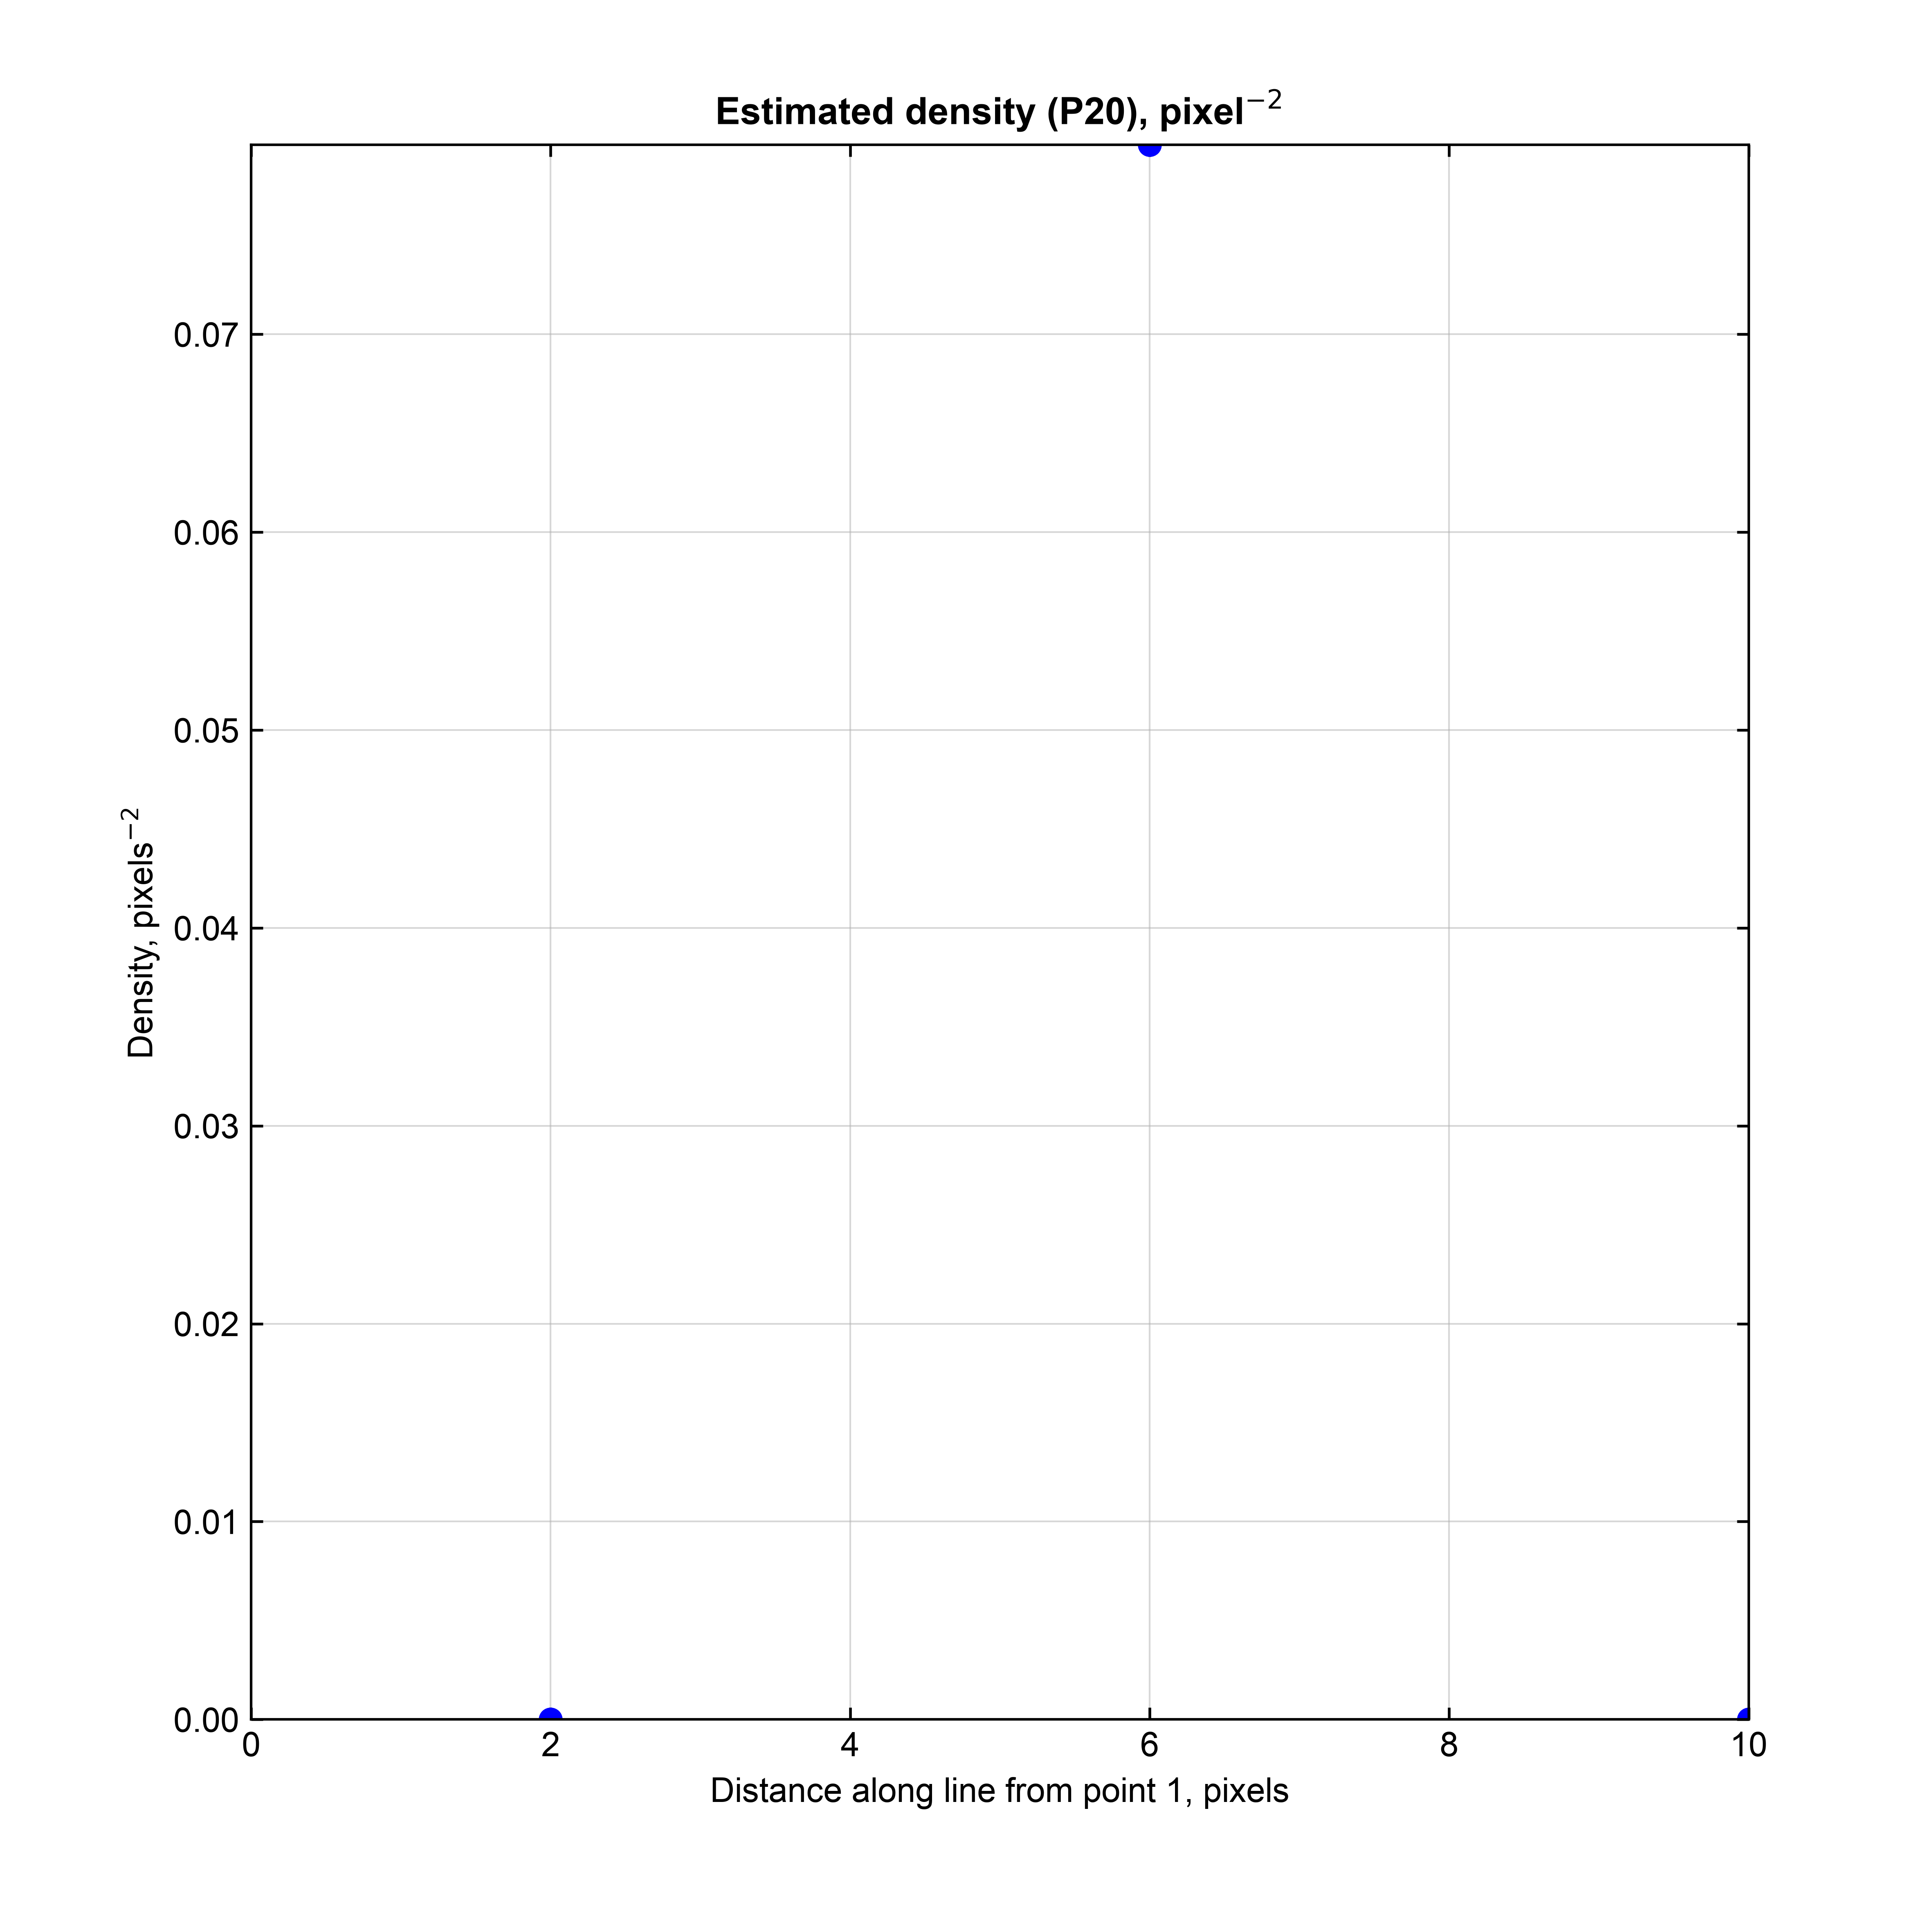 Estimated density (P20), pixel⁻²
Density, pixels⁻²
0.07
0.06
0.05
0.04
0.03
0.02
0.01
0.00
0 2 4 6 8 10
Distance along line from point 1, pixels